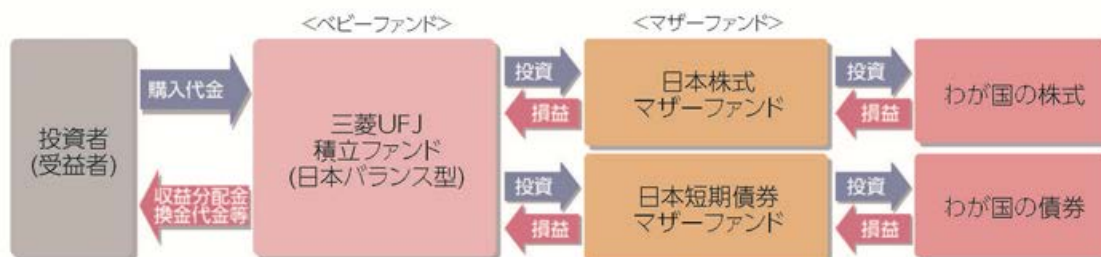 <ベビーファンド>
<マザーファンド>
投資者
(受益者)
購入代金
収益分配金
換金代金等
三菱UFJ
積立ファンド
(日本バランス型)
投資
損益
日本株式
マザーファンド
投資
損益
わが国の株式
投資
損益
日本短期債券
マザーファンド
投資
損益
わが国の債券